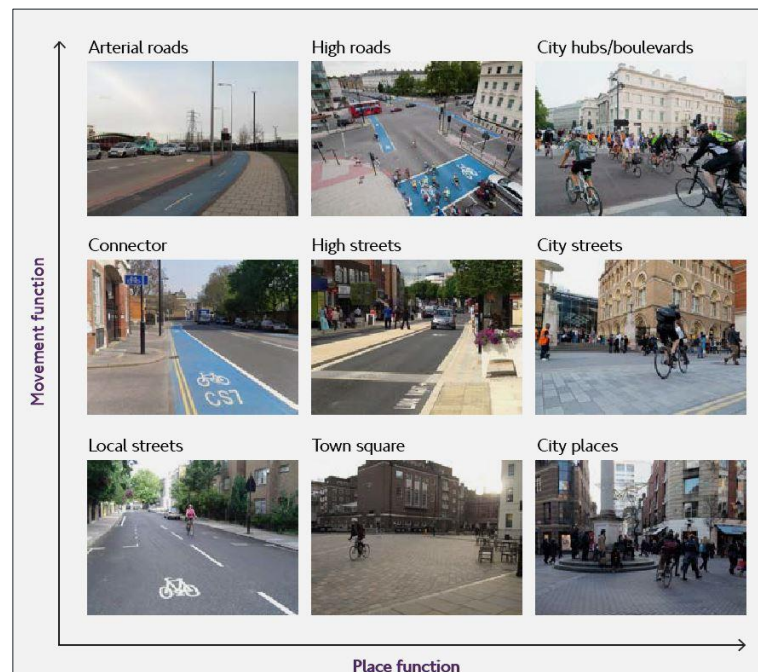 Arterial roads
High roads
City hubs/boulevards
Connector
High streets
City streets
CS7
Local streets
Town square
City places
Movement function
Place function